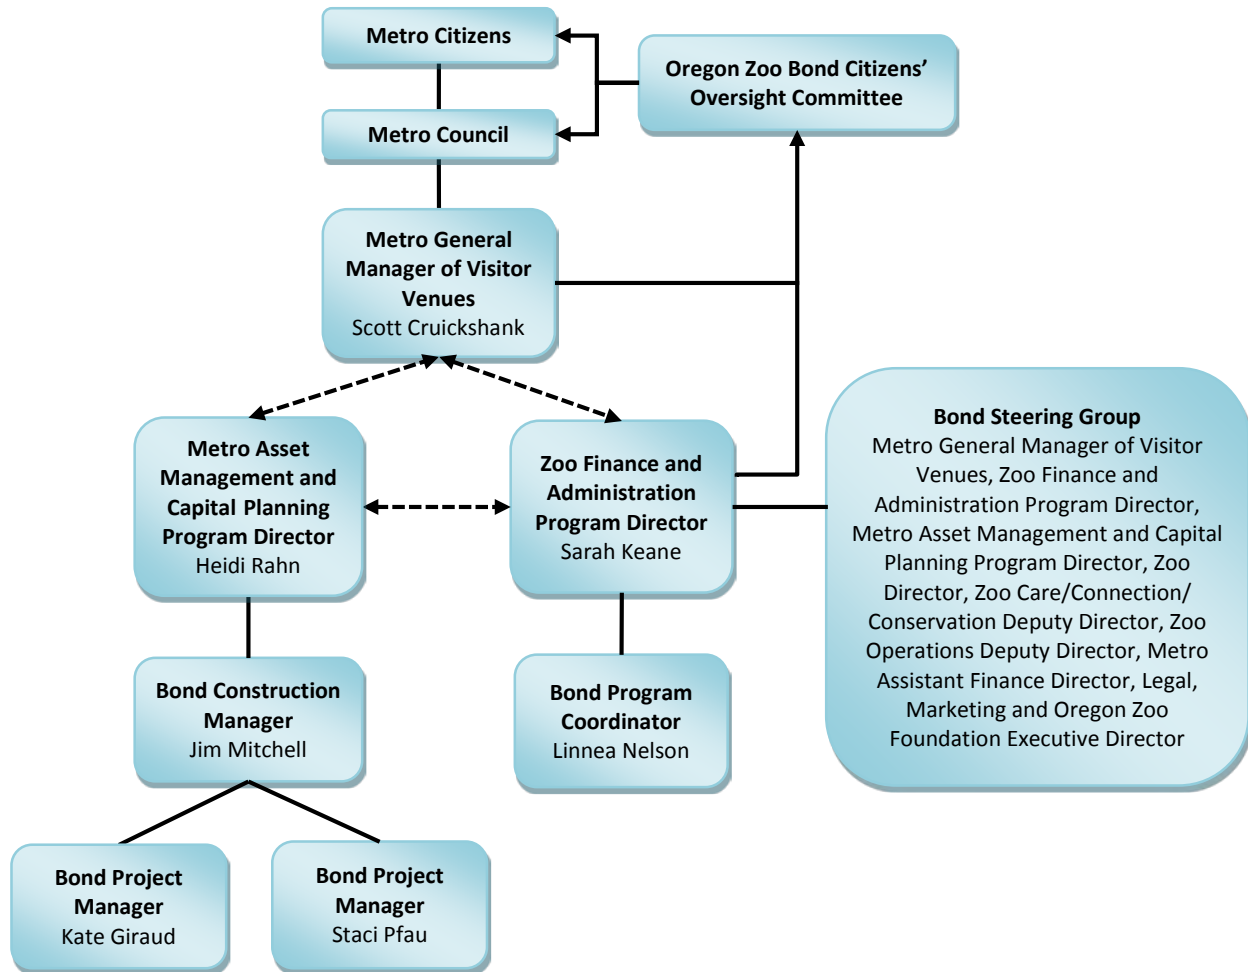 Metro Citizens
Oregon Zoo Bond Citizens’
Oversight Committee
Metro Council
Metro General
Manager of Visitor
Venues
Scott Cruickshank
Metro Asset
Management and
Capital Planning
Program Director
Heidi Rahn
Zoo Finance and
Administration
Program Director
Sarah Keane
Bond Steering Group
Metro General Manager of Visitor
Venues, Zoo Finance and
Administration Program Director,
Metro Asset Management and Capital
Planning Program Director, Zoo
Director, Zoo Care/Connection/
Conservation Deputy Director, Zoo
Operations Deputy Director, Metro
Assistant Finance Director, Legal,
Marketing and Oregon Zoo
Foundation Executive Director
Bond Construction
Manager
Jim Mitchell
Bond Program
Coordinator
Linnea Nelson
Bond Project
Manager
Kate Giraud
Bond Project
Manager
Staci Pfau